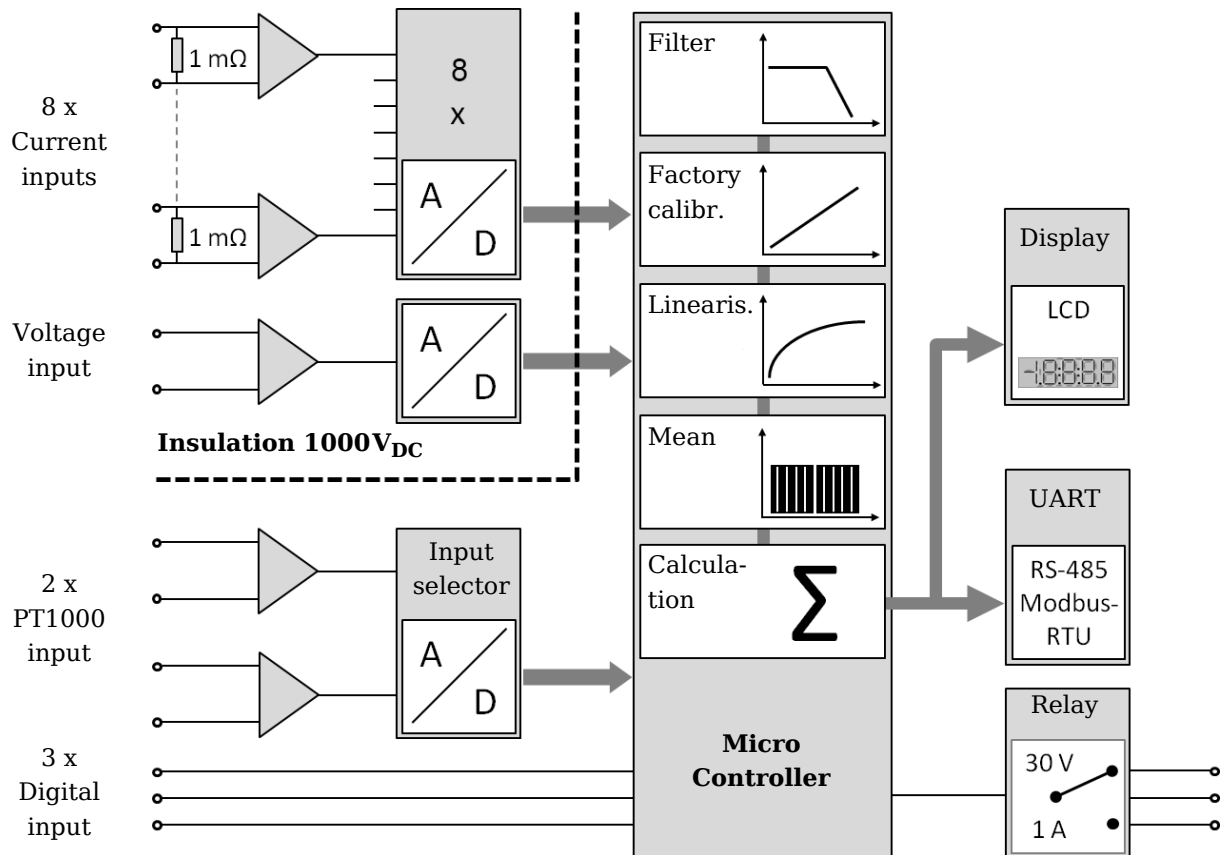 8 x
Current
inputs
1 mΩ
1 mΩ
8
x
A
D
Voltage
input
A
D
Insulation 1000VDC
2 x
PT1000
input
Input
selector
A
D
3 x
Digital
input
Filter
Factory
calibr.
Linearis.
Mean
Calcula-
tion
Σ
Micro
Controller
Display
LCD
-1.8:8:8.8
UART
RS-485
Modbus-
RTU
Relay
30 V
1 A